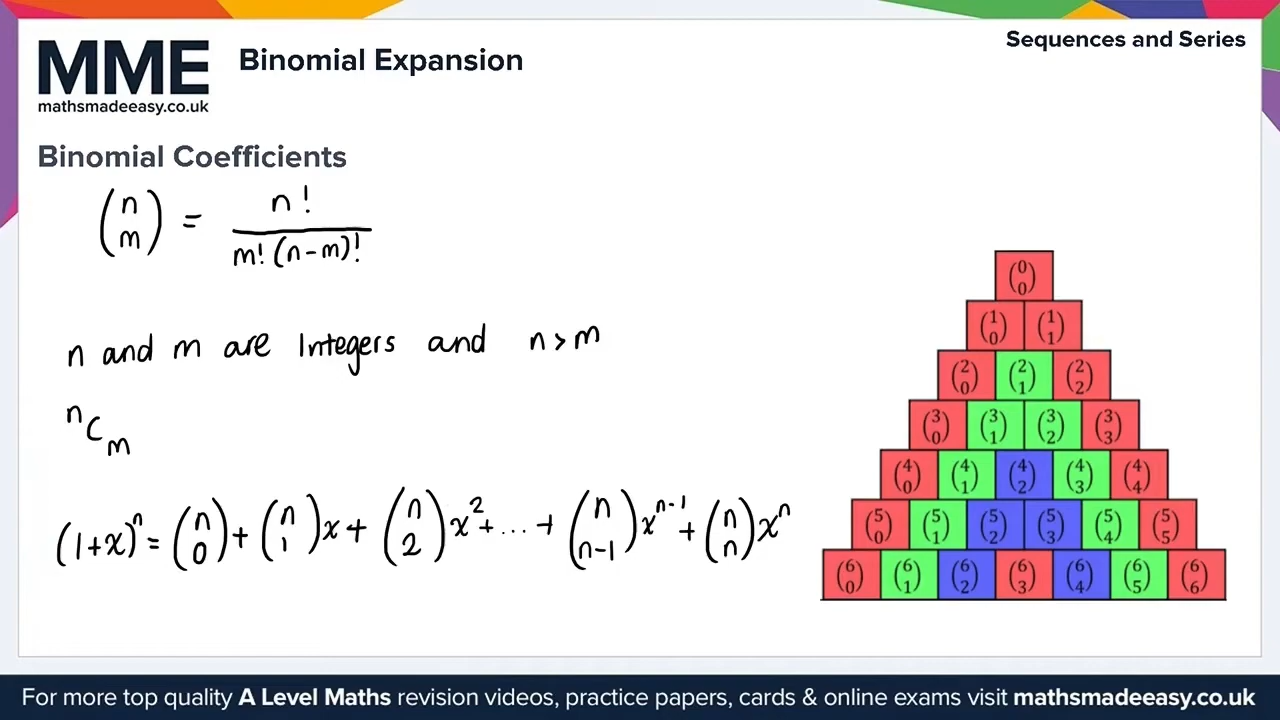 Sequences and Series
MME
Binomial Expansion
mathsmadeeasy.co.uk
Binomial Coefficients
(n m) = n! / m!(n-m)!
n and m are Integers and n > m
ⁿCₘ
(1+x)ⁿ = (n 0) + (n 1)x + (n 2)x² + ... + (n n-1)xⁿ⁻¹ + (n n)xⁿ
(0 0)
(1 0) (1 1)
(2 0) (2 1) (2 2)
(3 0) (3 1) (3 2) (3 3)
(4 0) (4 1) (4 2) (4 3) (4 4)
(5 0) (5 1) (5 2) (5 3) (5 4) (5 5)
(6 0) (6 1) (6 2) (6 3) (6 4) (6 5) (6 6)
For more top quality A Level Maths revision videos, practice papers, cards & online exams visit mathsmadeeasy.co.uk